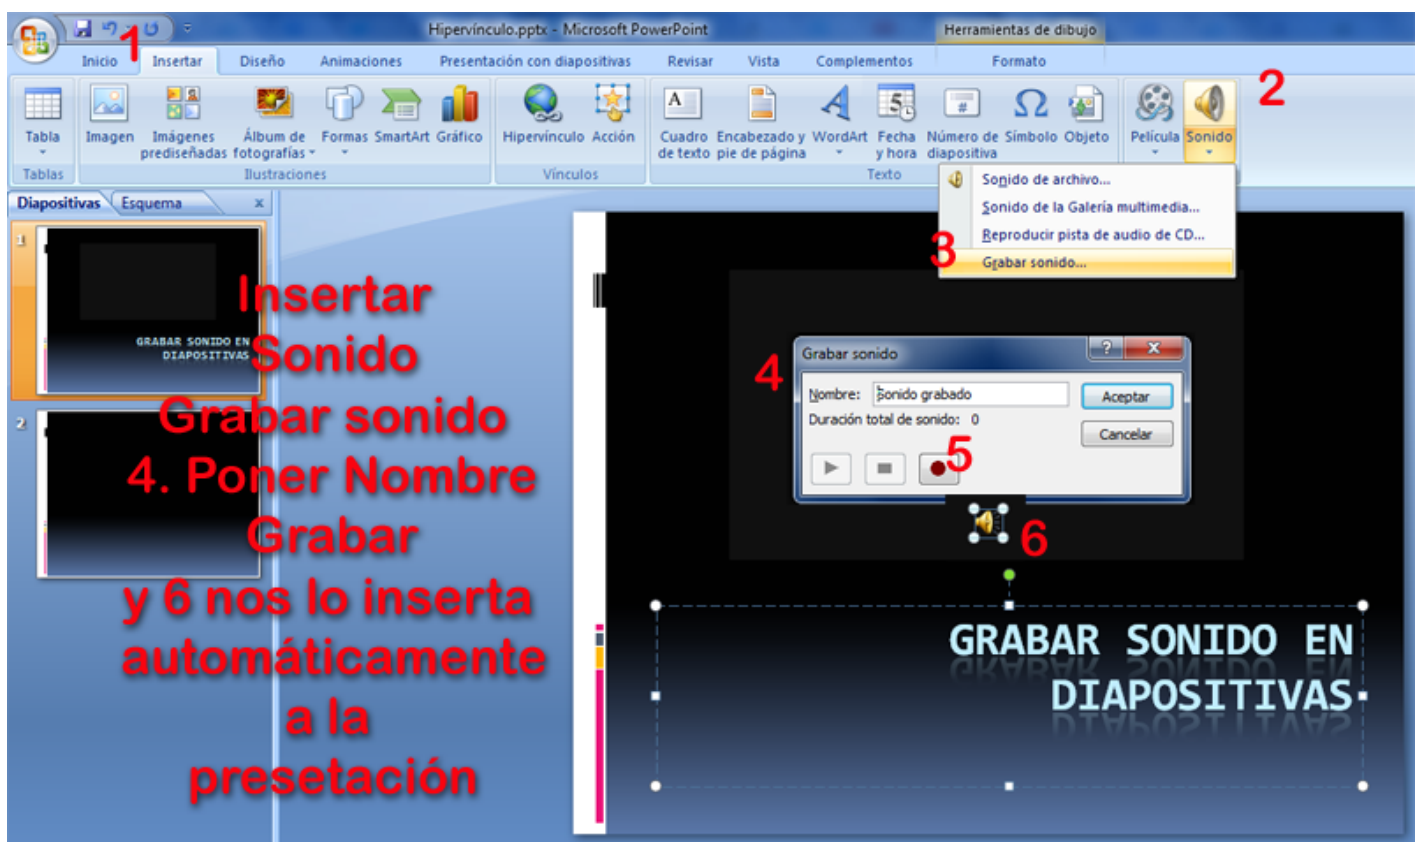 Hipervínculo.pptx - Microsoft PowerPoint
Herramientas de dibujo
1
Inicio Insertar Diseño Animaciones Presentación con diapositivas Revisar Vista Complementos Formato
2
Tabla Imagen Imágenes prediseñadas Álbum de fotografías Formas SmartArt Gráfico Hipervínculo Acción Cuadro de texto Encabezado y pie de página WordArt Fecha y hora Número de diapositiva Símbolo Objeto Película Sonido
Tablas Ilustraciones Vínculos Texto
Sonido de archivo...
Sonido de la Galería multimedia...
Reproducir pista de audio de CD...
3
Grabar sonido...
Diapositivas Esquema x
1
GRABAR SONIDO EN
DIAPOSITIVAS
2
Insertar
Sonido
Grabar sonido
4. Poner Nombre
Grabar
y 6 nos lo inserta
automáticamente
a la
presetación
4
Grabar sonido
Nombre: Sonido grabado
Aceptar
Duración total de sonido: 0
Cancelar
5
6
GRABAR SONIDO EN
DIAPOSITIVAS